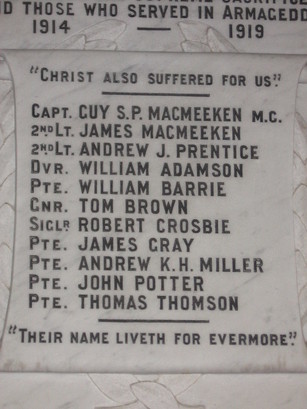 D THOSE WHO SERVED IN ARMAGEDD
1914 — 1919
"CHRIST ALSO SUFFERED FOR US".
CAPT. GUY S.P. MACMEEKEN M.C.
2ND LT. JAMES MACMEEKEN
2ND LT. ANDREW J. PRENTICE
DVR. WILLIAM ADAMSON
PTE. WILLIAM BARRIE
GNR. TOM BROWN
SIGLR ROBERT CROSBIE
PTE. JAMES GRAY
PTE. ANDREW K.H. MILLER
PTE. JOHN POTTER
PTE. THOMAS THOMSON
"THEIR NAME LIVETH FOR EVERMORE".